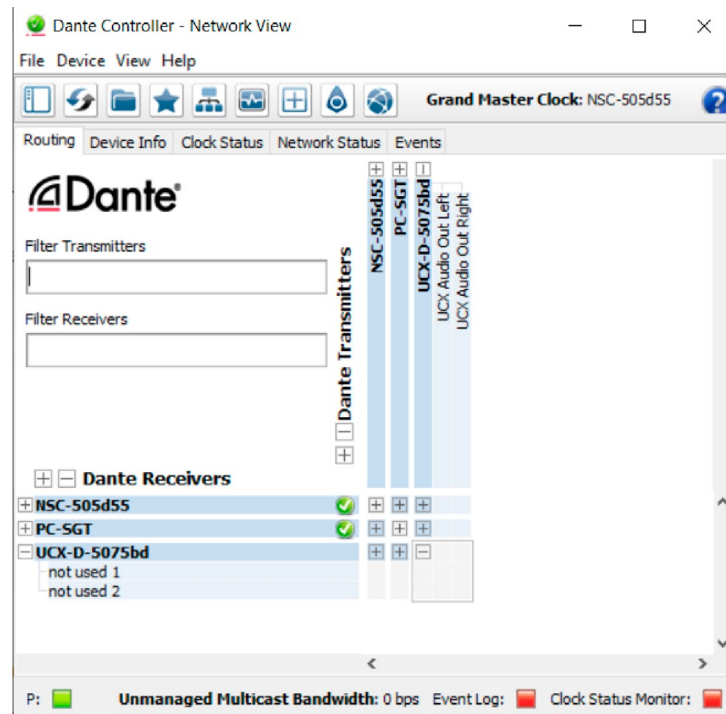 Dante Controller - Network View
File Device View Help
Grand Master Clock: NSC-505d55
?
Routing Device Info Clock Status Network Status Events
Dante®
Filter Transmitters
Filter Receivers
Dante Transmitters
NSC-505d55
PC-SGT
UCX-D-5075bd
UCX Audio Out Left
UCX Audio Out Right
Dante Receivers
NSC-505d55
PC-SGT
UCX-D-5075bd
not used 1
not used 2
P: Unmanaged Multicast Bandwidth: 0 bps Event Log: Clock Status Monitor: